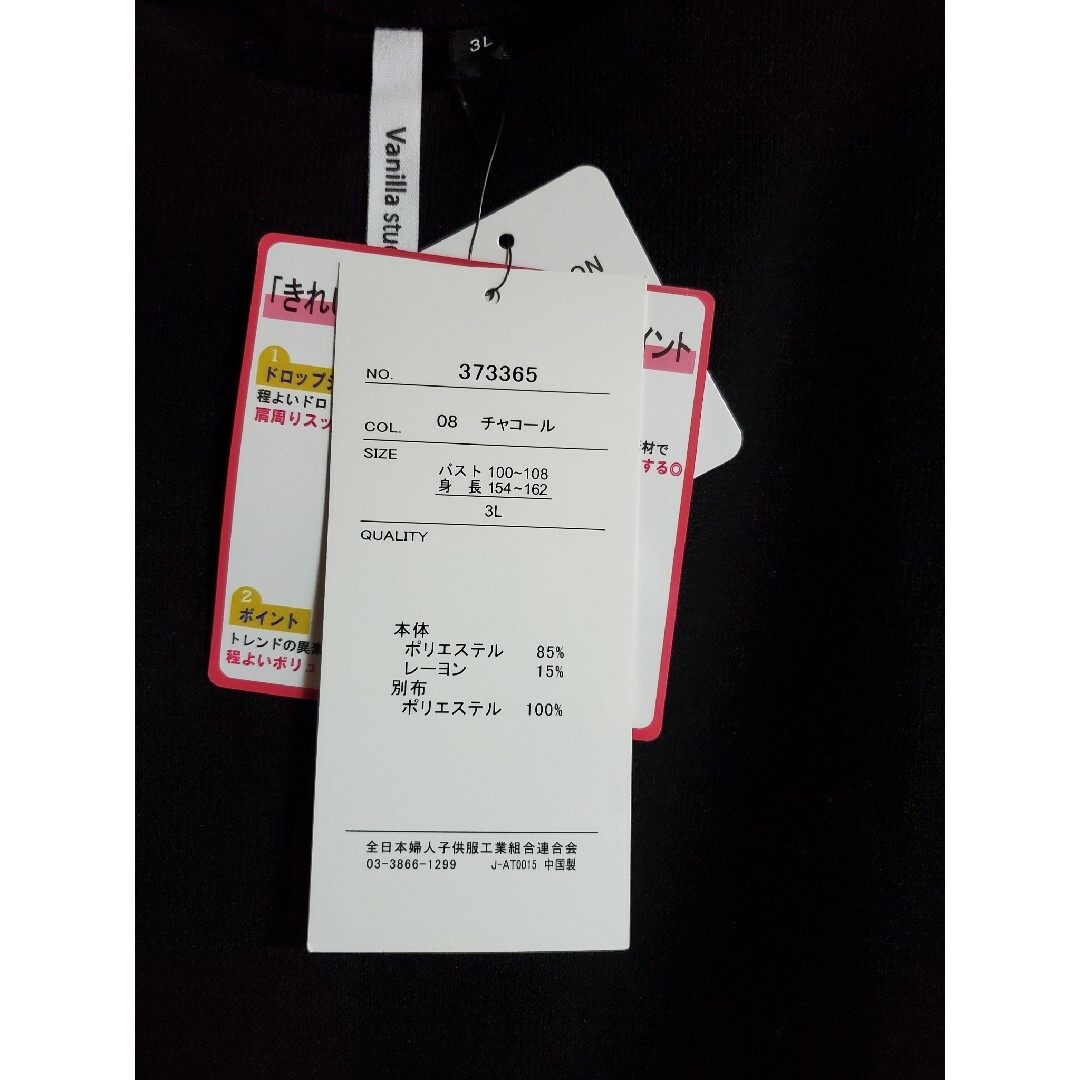 3L
Vanilla
ON
「きれい
イント
1
ドロップ
程よいドロ
肩周りスッ
材で
する◎
2
ポイント
トレンドの異素
程よいボリュ
NO. 373365
COL. 08 チャコール
SIZE
バスト 100~108
身 長 154~162
3L
QUALITY
本体
ポリエステル 85%
レーヨン 15%
別布
ポリエステル 100%
全日本婦人子供服工業組合連合会
03-3866-1299 J-AT0015 中国製